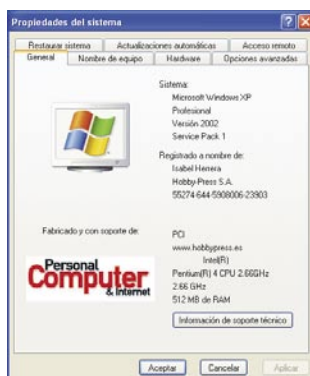 Propiedades del sistema
Restaurar sistema Actualizaciones automáticas Acceso remoto
General Nombre de equipo Hardware Opciones avanzadas
Sistema:
Microsoft Windows XP
Profesional
Versión 2002
Service Pack 1
Registrado a nombre de:
Isabel Herrera
Hobby-Press S.A.
55274-644-5908006-23903
Fabricado y con soporte de:
Personal
Computer
& Internet
PCI
www.hobbypress.es
Intel(R)
Pentium(R) 4 CPU 2.66GHz
2.66 GHz
512 MB de RAM
Información de soporte técnico
Aceptar Cancelar Aplicar